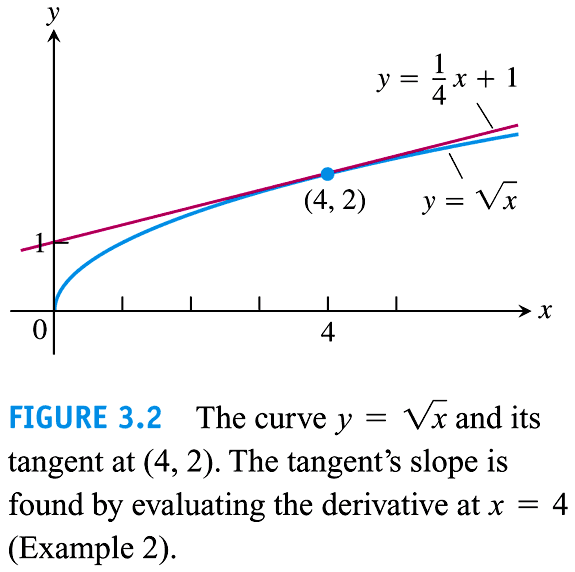 y
y = 1/4 x + 1
(4, 2)
y = √x
1
x
0
4
FIGURE 3.2 The curve y = √x and its
tangent at (4, 2). The tangent’s slope is
found by evaluating the derivative at x = 4
(Example 2).